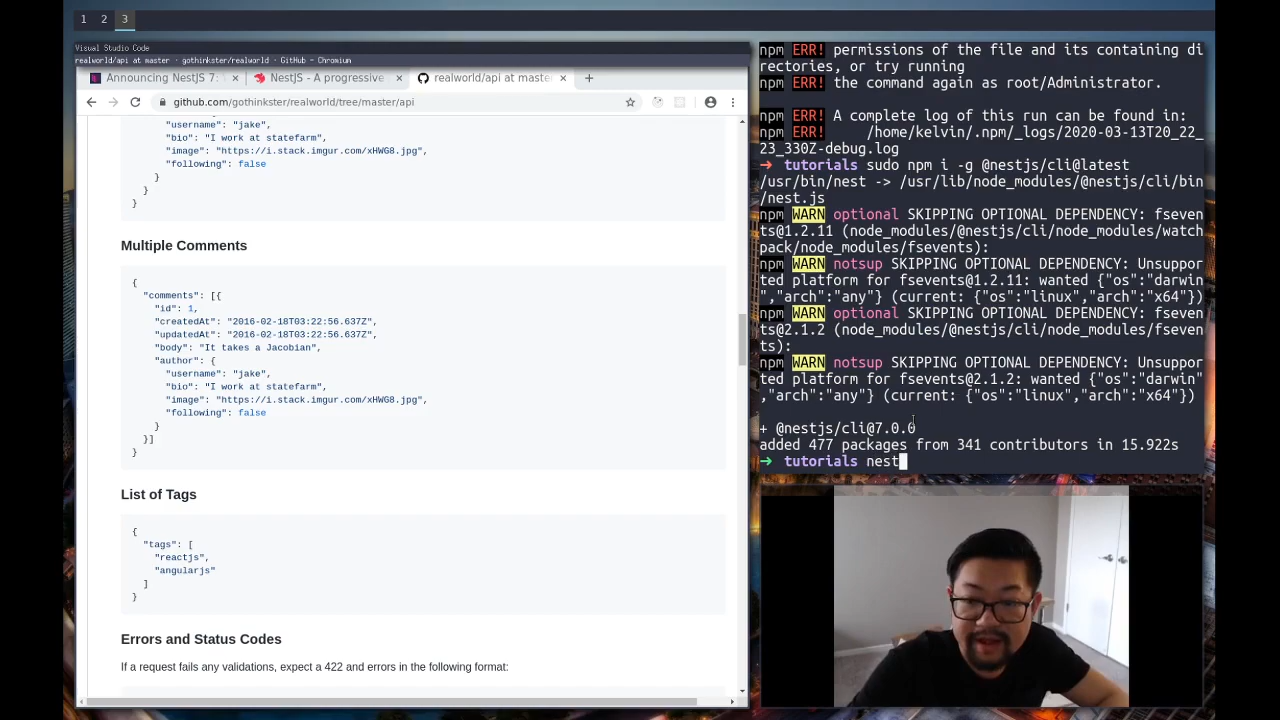 1 2 3
Visual Studio Code
realworld/api at master · gothinkster/realworld · GitHub - Chromium
Announcing NestJS 7:
NestJS - A progressive
realworld/api at master
github.com/gothinkster/realworld/tree/master/api
"username": "jake",
"bio": "I work at statefarm",
"image": "https://i.stack.imgur.com/xHWG8.jpg",
"following": false
}
}
}
Multiple Comments
{
"comments": [{
"id": 1,
"createdAt": "2016-02-18T03:22:56.637Z",
"updatedAt": "2016-02-18T03:22:56.637Z",
"body": "It takes a Jacobian",
"author": {
"username": "jake",
"bio": "I work at statefarm",
"image": "https://i.stack.imgur.com/xHWG8.jpg",
"following": false
}
}]
}
List of Tags
{
"tags": [
"reactjs",
"angularjs"
]
}
Errors and Status Codes
If a request fails any validations, expect a 422 and errors in the following format:
npm ERR! permissions of the file and its containing di
rectories, or try running
npm ERR! the command again as root/Administrator.
npm ERR! A complete log of this run can be found in:
npm ERR!     /home/kelvin/.npm/_logs/2020-03-13T20_22_
23_330Z-debug.log
➜ tutorials sudo npm i -g @nestjs/cli@latest
/usr/bin/nest -> /usr/lib/node_modules/@nestjs/cli/bin
/nest.js
npm WARN optional SKIPPING OPTIONAL DEPENDENCY: fseven
ts@1.2.11 (node_modules/@nestjs/cli/node_modules/watch
pack/node_modules/fsevents):
npm WARN notsup SKIPPING OPTIONAL DEPENDENCY: Unsuppor
ted platform for fsevents@1.2.11: wanted {"os":"darwin
","arch":"any"} (current: {"os":"linux","arch":"x64"})
npm WARN optional SKIPPING OPTIONAL DEPENDENCY: fseven
ts@2.1.2 (node_modules/@nestjs/cli/node_modules/fseven
ts):
npm WARN notsup SKIPPING OPTIONAL DEPENDENCY: Unsuppor
ted platform for fsevents@2.1.2: wanted {"os":"darwin"
,"arch":"any"} (current: {"os":"linux","arch":"x64"})
+ @nestjs/cli@7.0.0
added 477 packages from 341 contributors in 15.922s
➜ tutorials nest